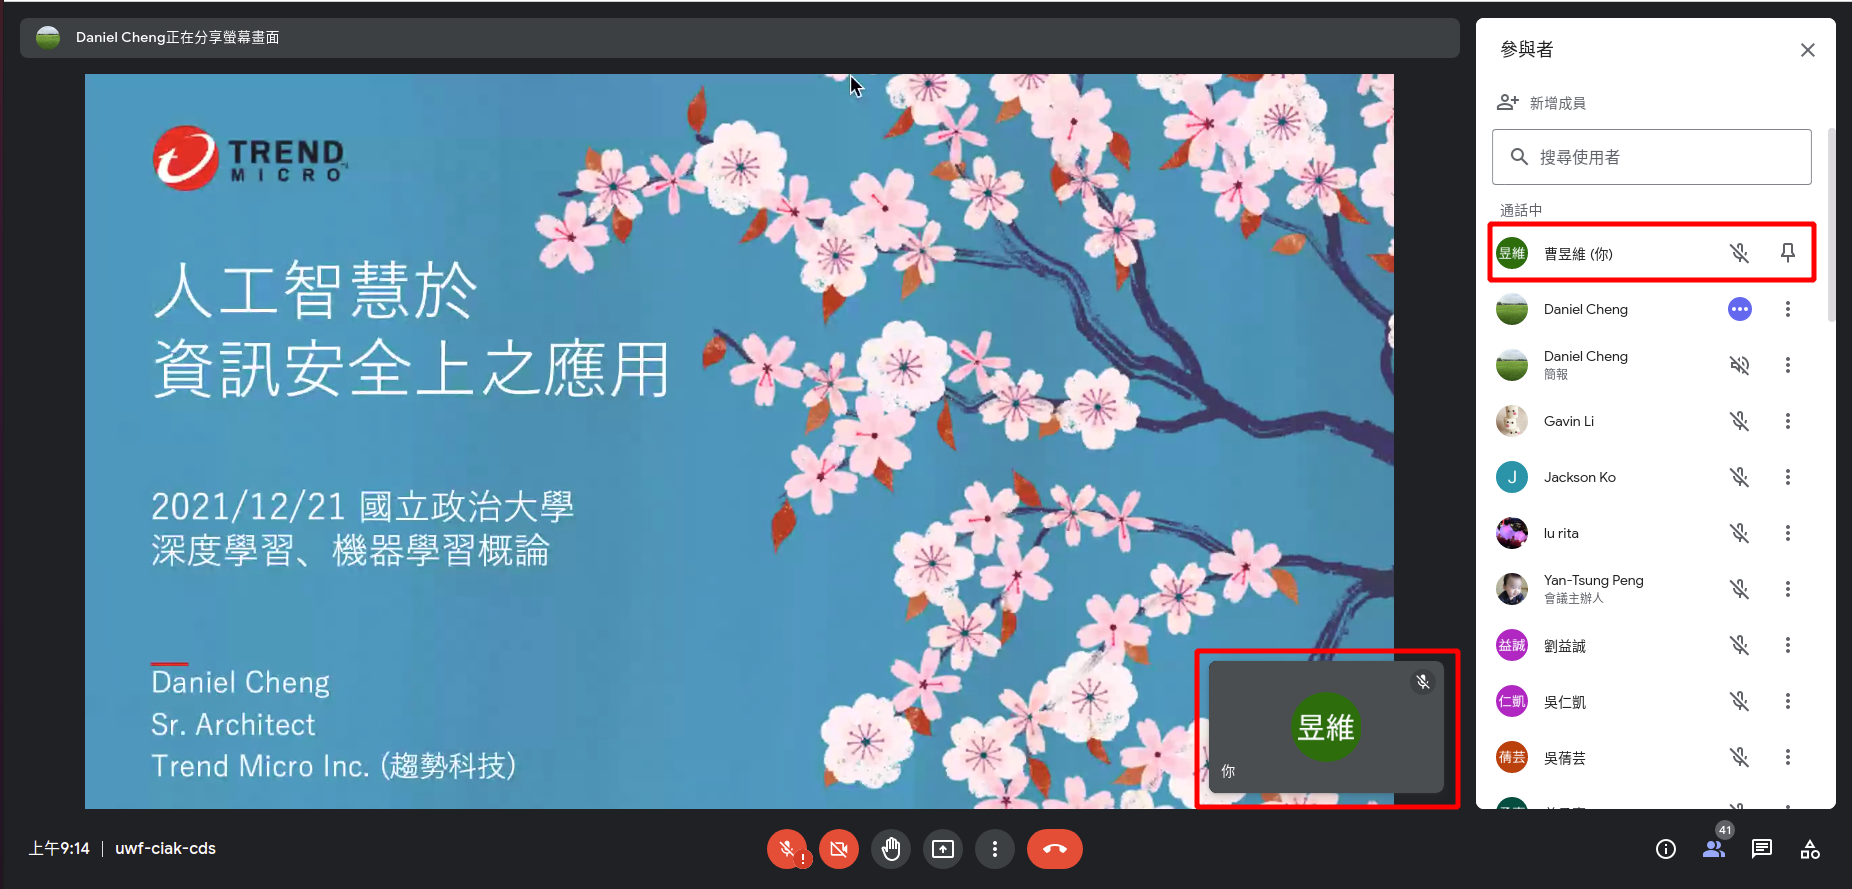 Daniel Cheng正在分享螢幕畫面
TREND
MICRO
人工智慧於
資訊安全上之應用
2021/12/21 國立政治大學
深度學習、機器學習概論
Daniel Cheng
Sr. Architect
Trend Micro Inc. (趨勢科技)
昱維
你
參與者
新增成員
搜尋使用者
通話中
昱維 曹昱維 (你)
Daniel Cheng
Daniel Cheng
簡報
Gavin Li
J Jackson Ko
lu rita
Yan-Tsung Peng
會議主辦人
益誠 劉益誠
仁凱 吳仁凱
蒨芸 吳蒨芸
上午9:14 | uwf-ciak-cds
41